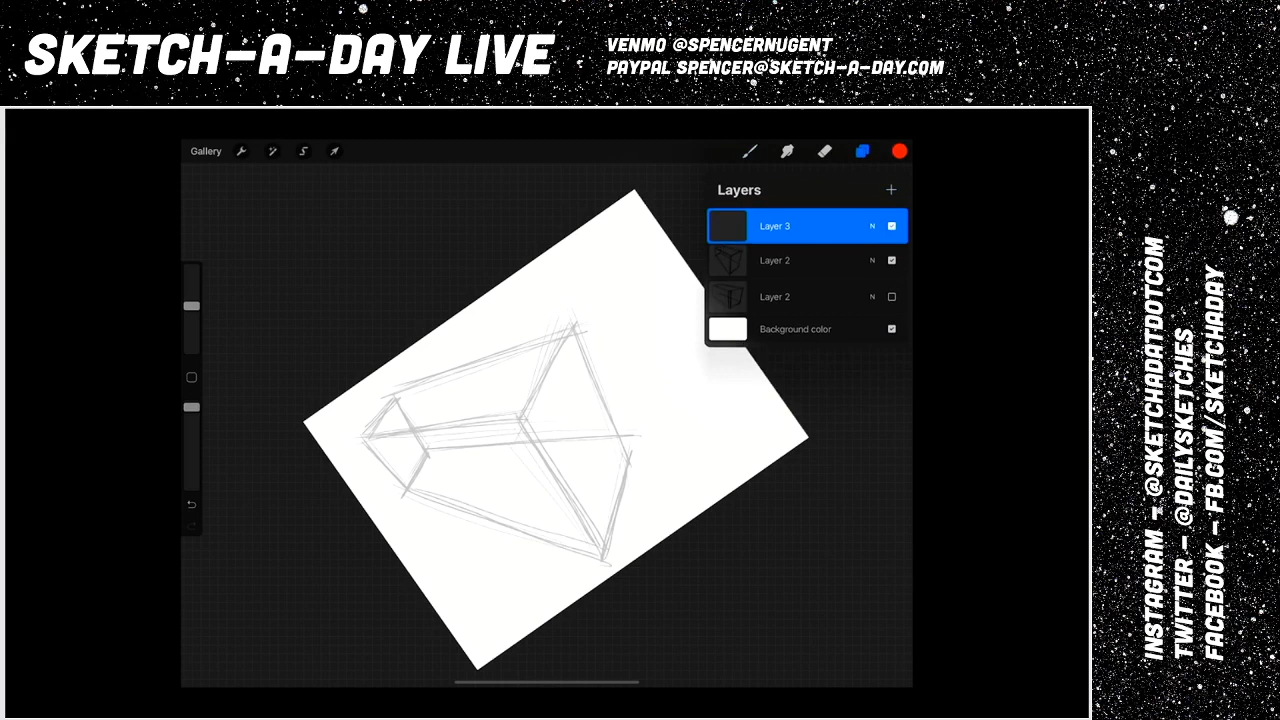 SKETCH-A-DAY LIVE
VENMO @SPENCERNUGENT
PAYPAL SPENCER@SKETCH-A-DAY.COM
Gallery
Layers
Layer 3 N
Layer 2 N
Layer 2 N
Background color
INSTAGRAM - @SKETCHADAYDOTCOM
TWITTER - @DAILYSKETCHES
FACEBOOK - FB.COM/SKETCHADAY